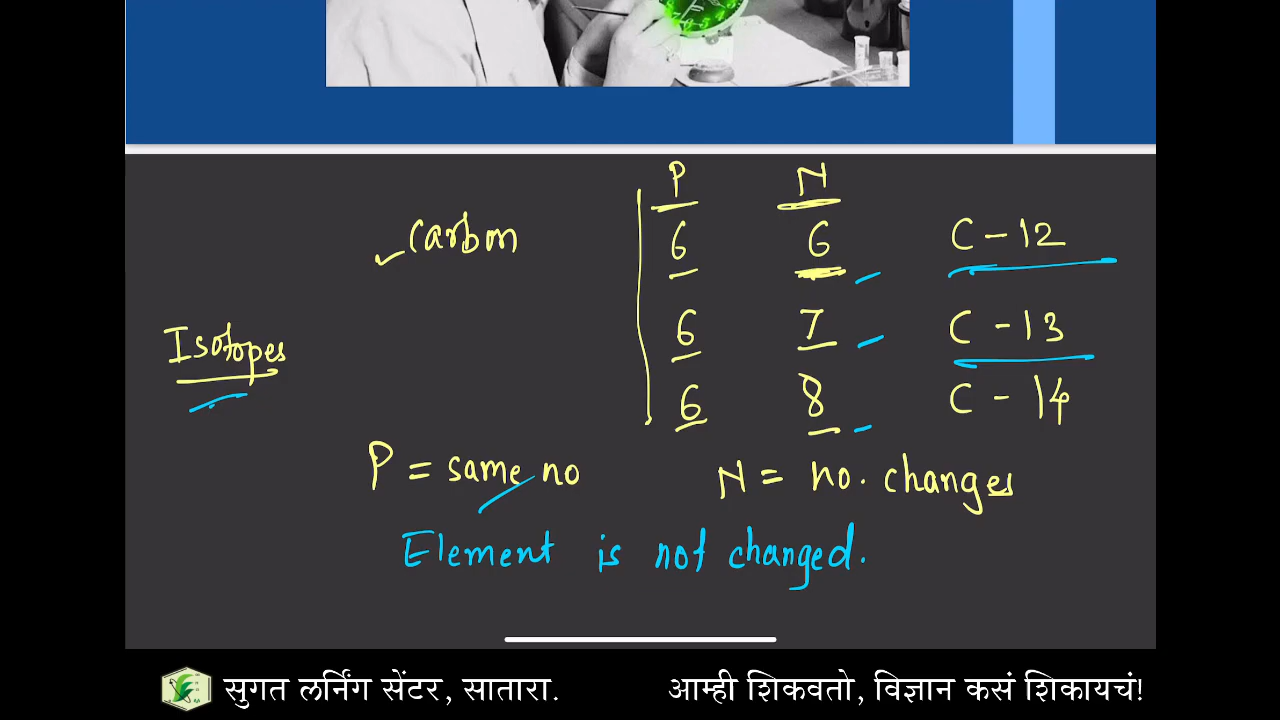 P N
Carbon 6 6 C - 12
6 7 C - 13
Isotopes
6 8 C - 14
P = same no N = no. changes
Element is not changed.
सुगत लर्निंग सेंटर, सातारा. आम्ही शिकवतो, विज्ञान कसं शिकायचं!